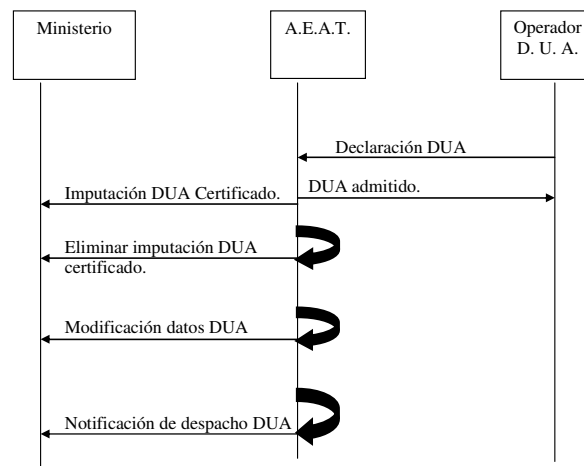 Ministerio
A.E.A.T.
Operador
D. U. A.
Declaración DUA
DUA admitido.
Imputación DUA Certificado.
Eliminar imputación DUA
certificado.
Modificación datos DUA
Notificación de despacho DUA